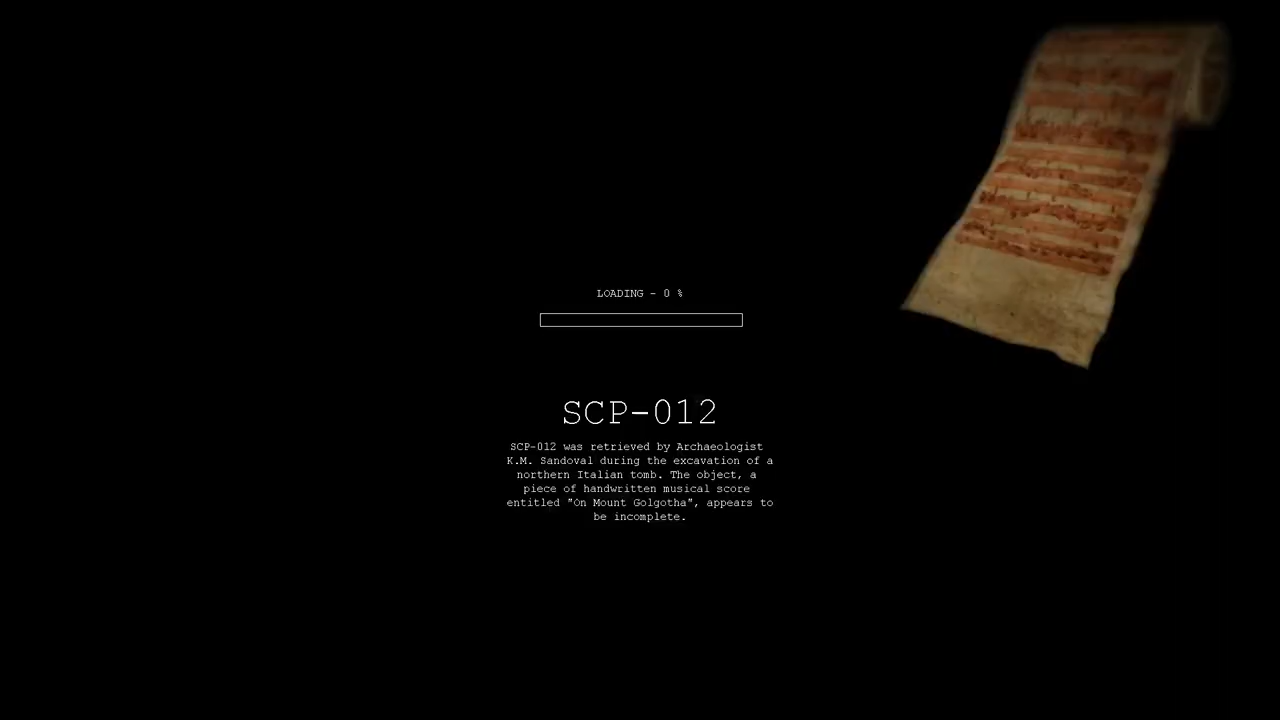 LOADING - 0 %
SCP-012
SCP-012 was retrieved by Archaeologist
K.M. Sandoval during the excavation of a
northern Italian tomb. The object, a
piece of handwritten musical score
entitled "On Mount Golgotha", appears to
be incomplete.